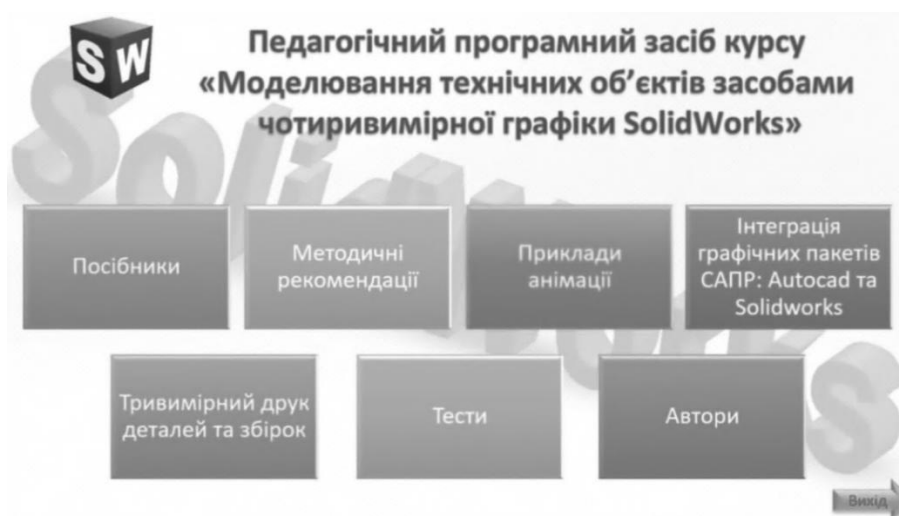 SW
Педагогічний програмний засіб курсу
«Моделювання технічних об’єктів засобами
чотиривимірної графіки SolidWorks»
Посібники
Методичні
рекомендації
Приклади
анімації
Інтеграція
графічних пакетів
САПР: Autocad та
Solidworks
Тривимірний друк
деталей та збірок
Тести
Автори
SolidWorks
Вихід